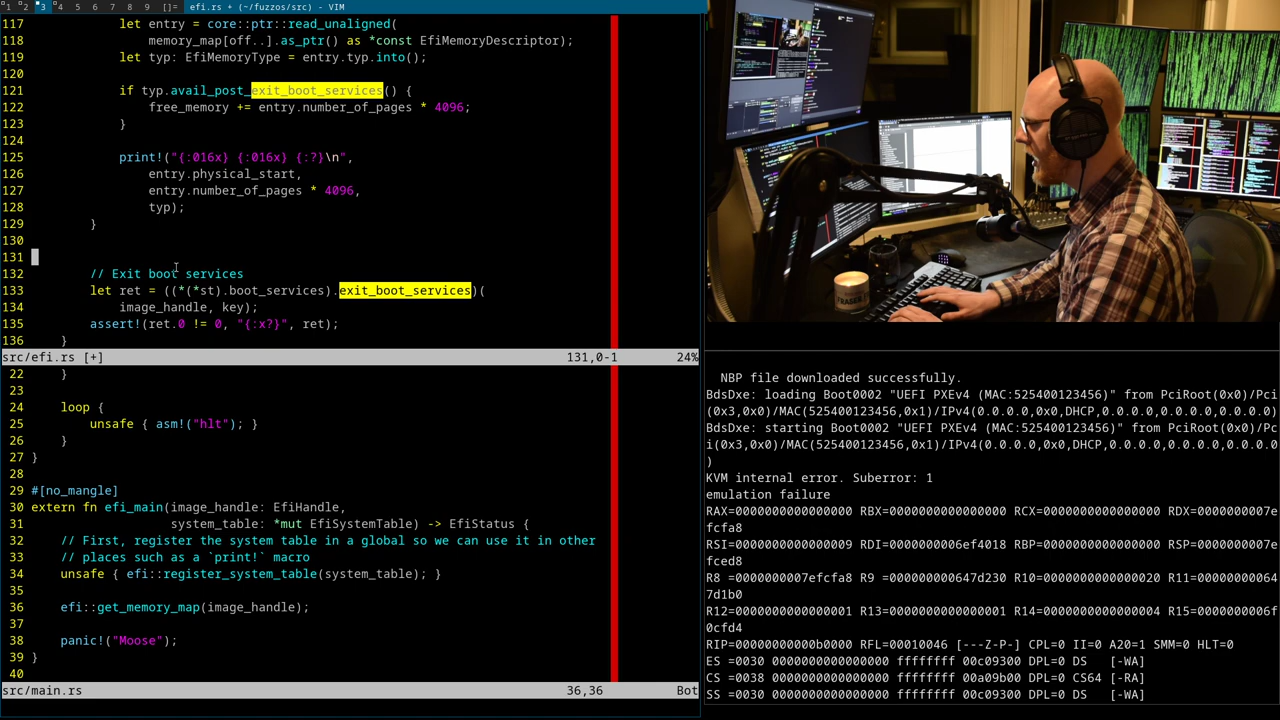 1 2 3 4 5 6 7 8 9 []= efi.rs + (~/fuzzos/src) - VIM
117 let entry = core::ptr::read_unaligned(
118 memory_map[off..].as_ptr() as *const EfiMemoryDescriptor);
119 let typ: EfiMemoryType = entry.typ.into();
120
121 if typ.avail_post_exit_boot_services() {
122 free_memory += entry.number_of_pages * 4096;
123 }
124
125 print!("{:016x} {:016x} {:?}\n",
126 entry.physical_start,
127 entry.number_of_pages * 4096,
128 typ);
129 }
130
131
132 // Exit boot services
133 let ret = ((*(*st).boot_services).exit_boot_services)(
134 image_handle, key);
135 assert!(ret.0 != 0, "{:x?}", ret);
136 }
src/efi.rs [+] 131,0-1 24%
22 }
23
24 loop {
25 unsafe { asm!("hlt"); }
26 }
27 }
28
29 #[no_mangle]
30 extern fn efi_main(image_handle: EfiHandle,
31 system_table: *mut EfiSystemTable) -> EfiStatus {
32 // First, register the system table in a global so we can use it in other
33 // places such as a `print!` macro
34 unsafe { efi::register_system_table(system_table); }
35
36 efi::get_memory_map(image_handle);
37
38 panic!("Moose");
39 }
40
src/main.rs 36,36 Bot
NBP file downloaded successfully.
BdsDxe: loading Boot0002 "UEFI PXEv4 (MAC:525400123456)" from PciRoot(0x0)/Pci
(0x3,0x0)/MAC(525400123456,0x1)/IPv4(0.0.0.0,0x0,DHCP,0.0.0.0,0.0.0.0,0.0.0.0)
BdsDxe: starting Boot0002 "UEFI PXEv4 (MAC:525400123456)" from PciRoot(0x0)/Pc
i(0x3,0x0)/MAC(525400123456,0x1)/IPv4(0.0.0.0,0x0,DHCP,0.0.0.0,0.0.0.0,0.0.0.0
)
KVM internal error. Suberror: 1
emulation failure
RAX=0000000000000000 RBX=0000000000000000 RCX=0000000000000000 RDX=0000000007e
fcfa8
RSI=0000000000000009 RDI=0000000006ef4018 RBP=0000000000000000 RSP=0000000007e
fced8
R8 =0000000007efcfa8 R9 =000000000647d230 R10=0000000000000020 R11=00000000064
7d1b0
R12=0000000000000001 R13=0000000000000001 R14=0000000000000004 R15=0000000006f
0cfd4
RIP=00000000000b0000 RFL=00010046 [---Z-P-] CPL=0 II=0 A20=1 SMM=0 HLT=0
ES =0030 0000000000000000 ffffffff 00c09300 DPL=0 DS [-WA]
CS =0038 0000000000000000 ffffffff 00a09b00 DPL=0 CS64 [-RA]
SS =0030 0000000000000000 ffffffff 00c09300 DPL=0 DS [-WA]